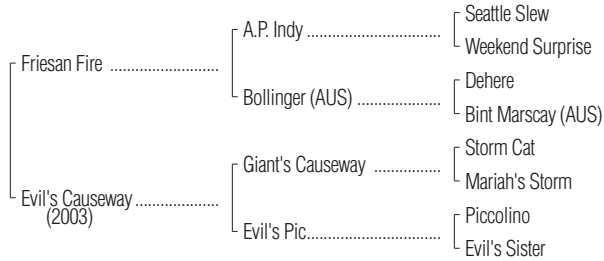 Seattle Slew
A.P. Indy ........................
Weekend Surprise
Friesan Fire ........................
Dehere
Bollinger (AUS) ..................
Bint Marscay (AUS)
Storm Cat
Giant's Causeway ..............
Mariah's Storm
Evil's Causeway ..................
(2003)
Piccolino
Evil's Pic.............................
Evil's Sister